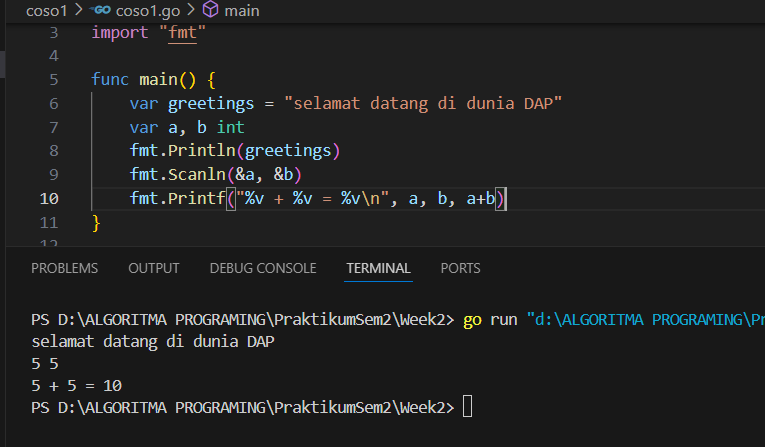 coso1 > GO coso1.go > main
3 import "fmt"
4
5 func main() {
6 var greetings = "selamat datang di dunia DAP"
7 var a, b int
8 fmt.Println(greetings)
9 fmt.Scanln(&a, &b)
10 fmt.Printf("%v + %v = %v\n", a, b, a+b)
11 }
12
PROBLEMS OUTPUT DEBUG CONSOLE TERMINAL PORTS
PS D:\ALGORITMA PROGRAMING\PraktikumSem2\Week2> go run "d:\ALGORITMA PROGRAMING\Pr
selamat datang di dunia DAP
5 5
5 + 5 = 10
PS D:\ALGORITMA PROGRAMING\PraktikumSem2\Week2>